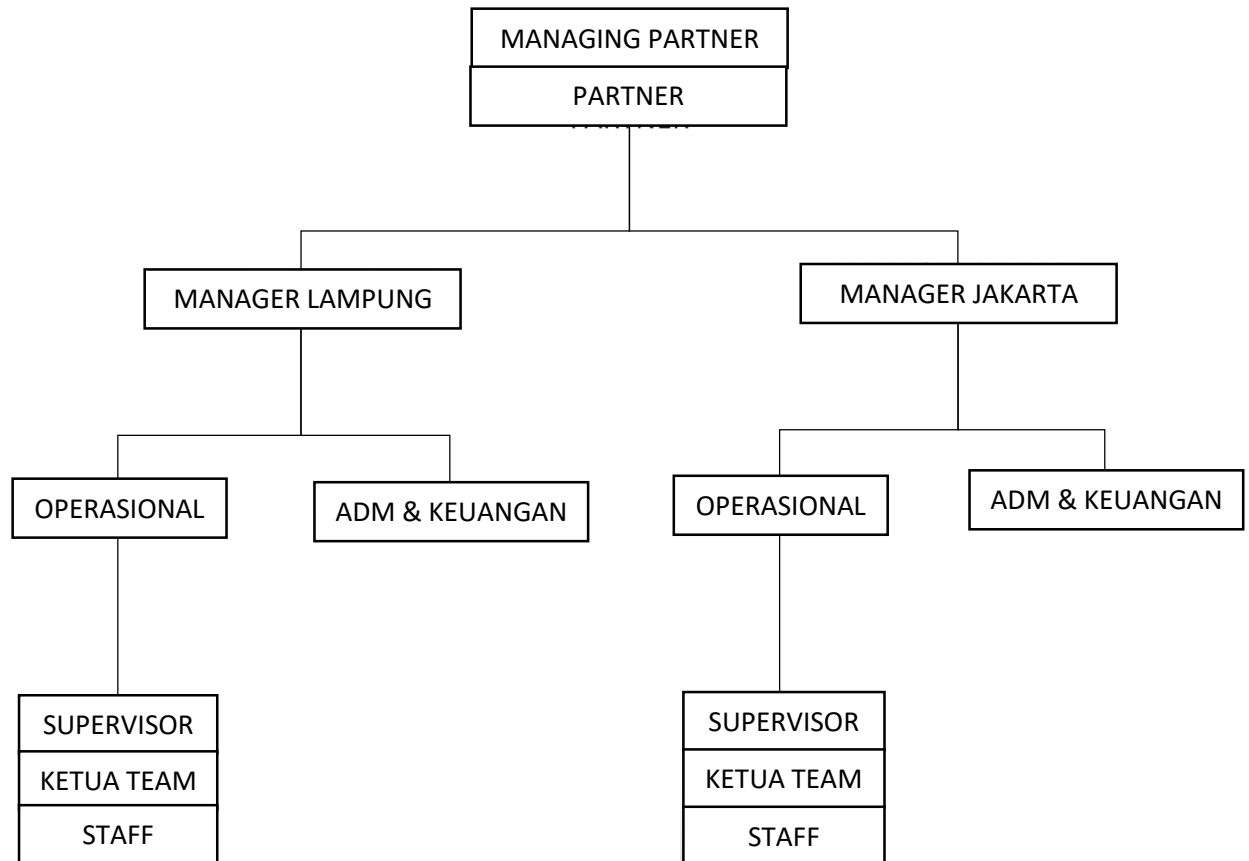 MANAGING PARTNER
PARTNER
PARTNER
MANAGER LAMPUNG
MANAGER JAKARTA
OPERASIONAL
ADM & KEUANGAN
OPERASIONAL
ADM & KEUANGAN
SUPERVISOR
KETUA TEAM
STAFF
SUPERVISOR
KETUA TEAM
STAFF